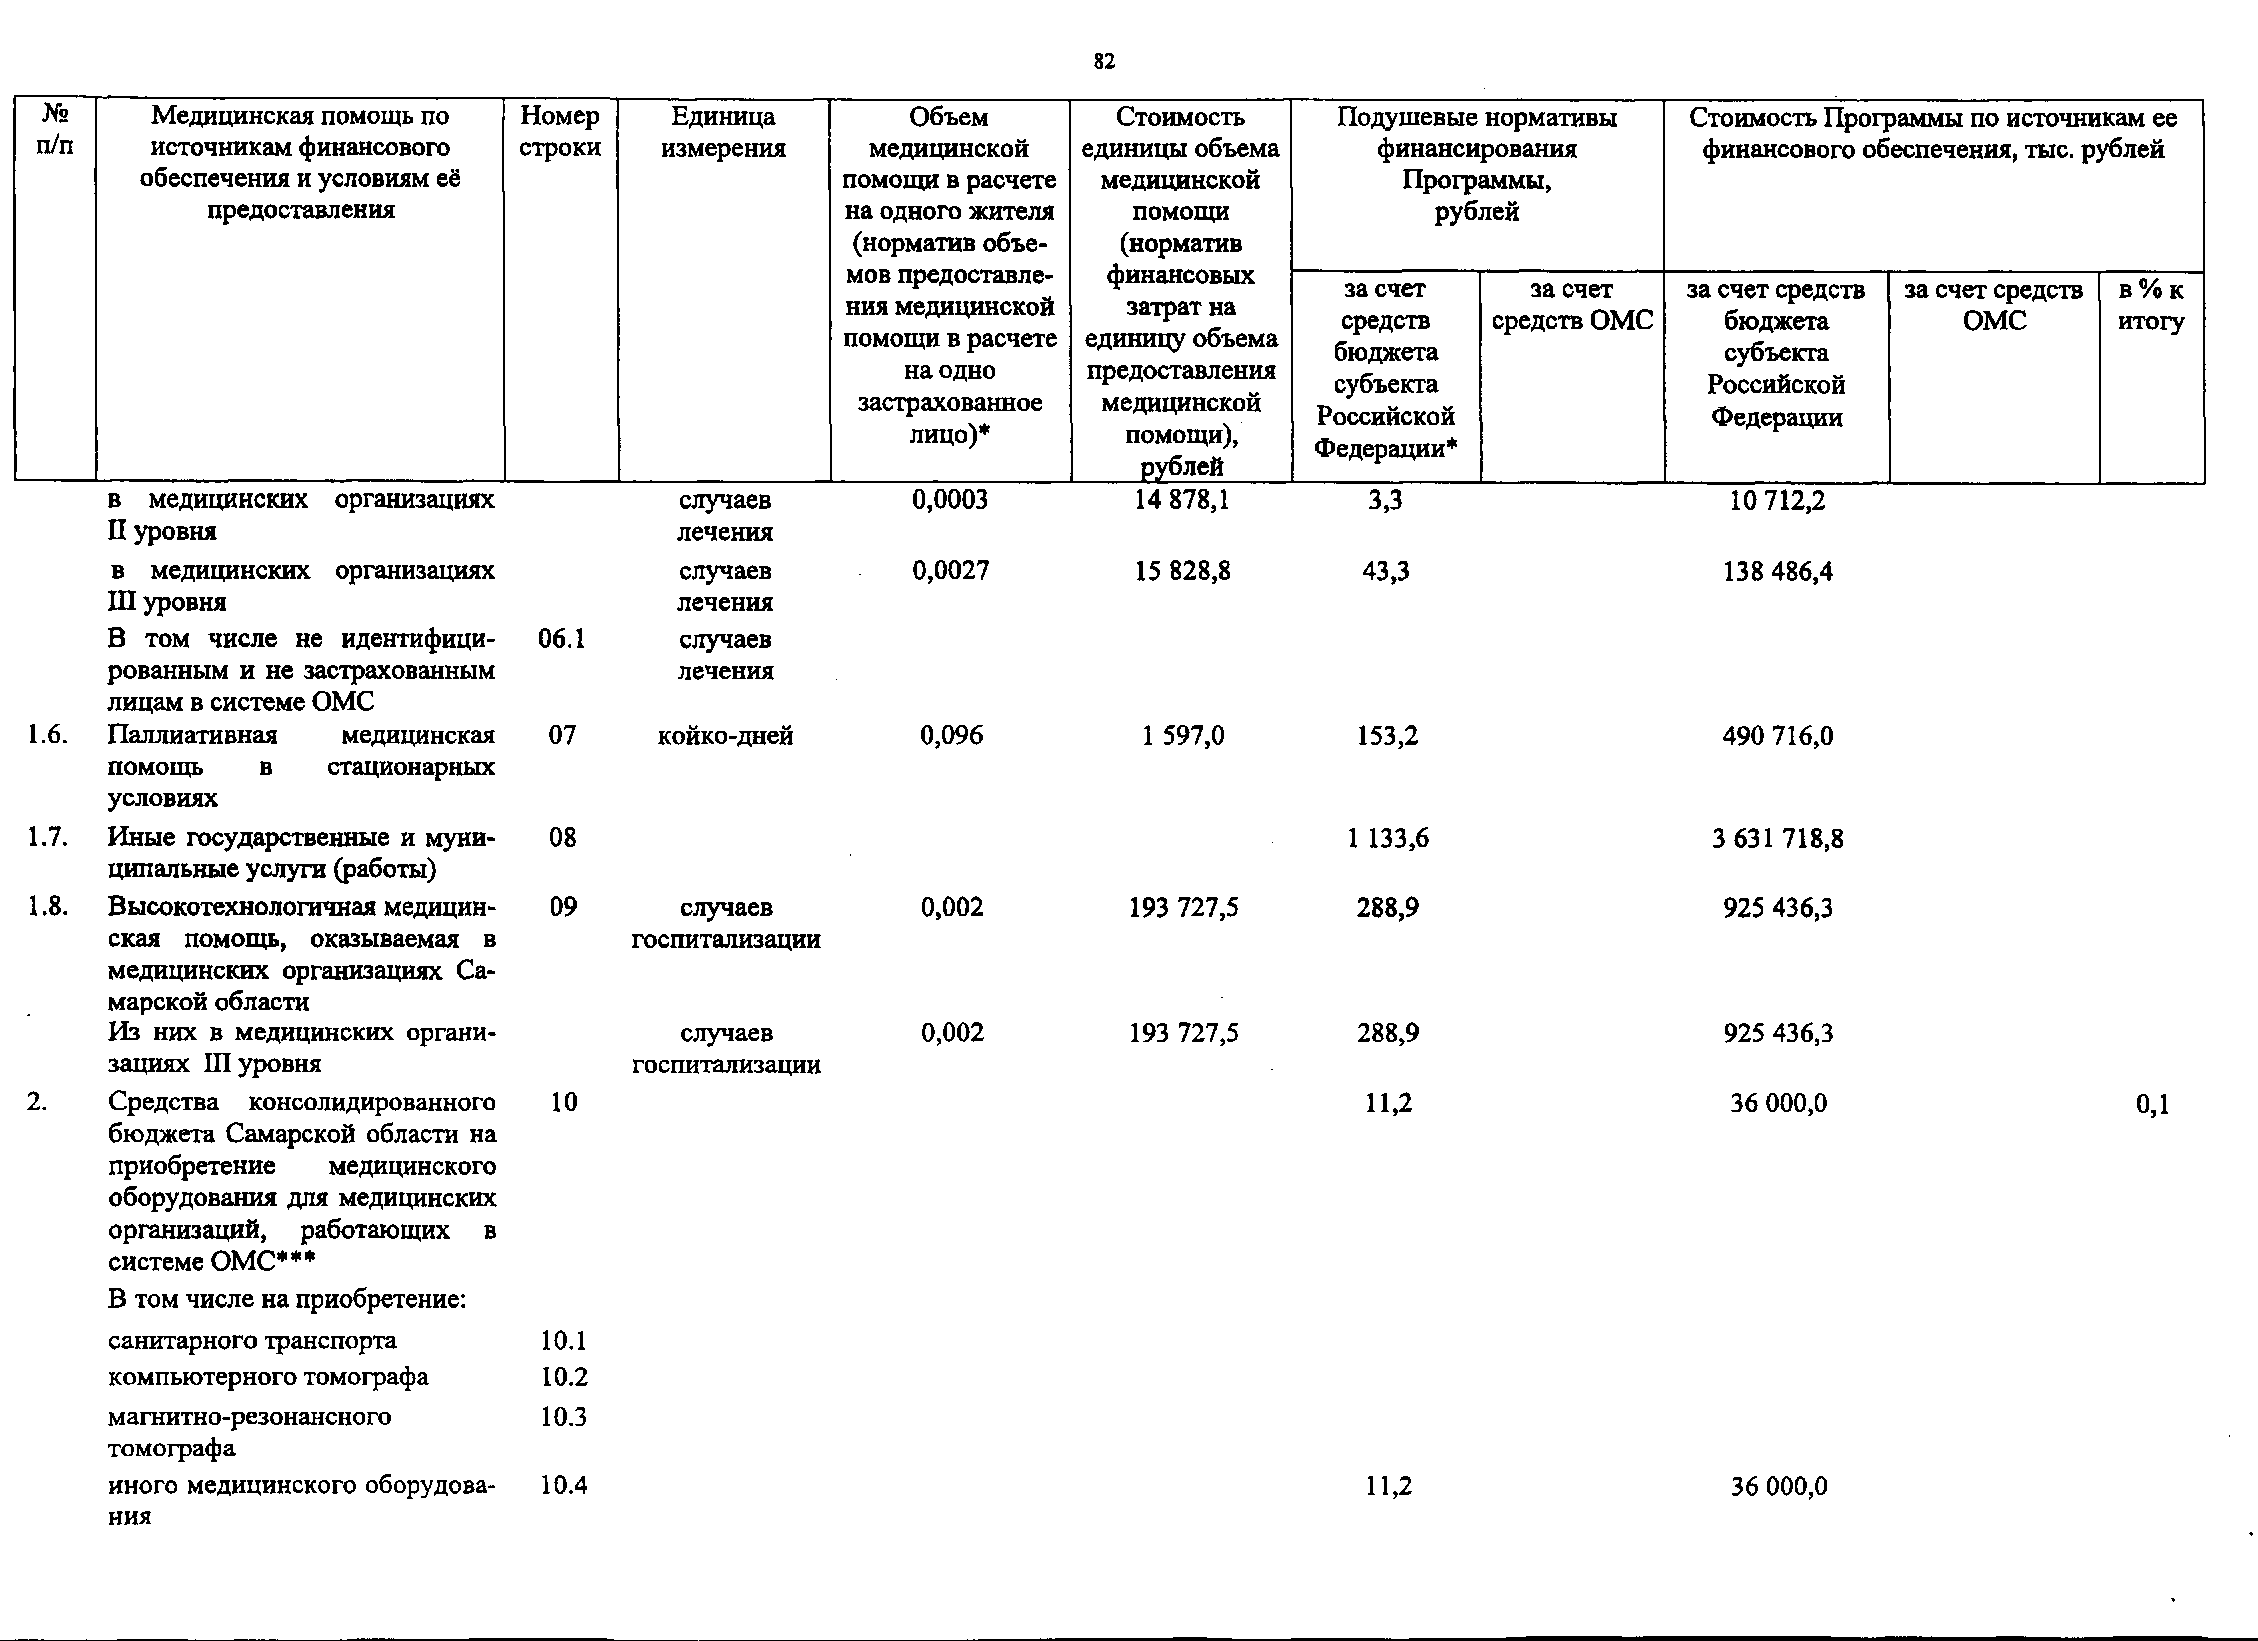 82
№
п/п
Медицинская помощь по
источникам финансового
обеспечения и условиям её
предоставления
Номер
строки
Единица
измерения
Объем
медицинской
помощи в расчете
на одного жителя
(норматив объе-
мов предоставле-
ния медицинской
помощи в расчете
на одно
застрахованное
лицо)*
Стоимость
единицы объема
медицинской
помощи
(норматив
финансовых
затрат на
единицу объема
предоставления
медицинской
помощи),
рублей
Подушевые нормативы
финансирования
Программы,
рублей
Стоимость Программы по источникам ее
финансового обеспечения, тыс. рублей
за счет
средств
бюджета
субъекта
Российской
Федерации*
за счет
средств ОМС
за счет средств
бюджета
субъекта
Российской
Федерации
за счет средств
ОМС
в % к
итогу
в медицинских организациях случаев 0,0003 14 878,1 3,3 10 712,2
II уровня лечения
в медицинских организациях случаев 0,0027 15 828,8 43,3 138 486,4
III уровня лечения
В том числе не идентифици- 06.1 случаев
рованным и не застрахованным лечения
лицам в системе ОМС
1.6. Паллиативная медицинская 07 койко-дней 0,096 1 597,0 153,2 490 716,0
помощь в стационарных
условиях
1.7. Иные государственные и муни- 08 1 133,6 3 631 718,8
ципальные услуги (работы)
1.8. Высокотехнологичная медицин- 09 случаев 0,002 193 727,5 288,9 925 436,3
ская помощь, оказываемая в госпитализации
медицинских организациях Са-
марской области
Из них в медицинских органи- случаев 0,002 193 727,5 288,9 925 436,3
зациях III уровня госпитализации
2. Средства консолидированного 10 11,2 36 000,0 0,1
бюджета Самарской области на
приобретение медицинского
оборудования для медицинских
организаций, работающих в
системе ОМС***
В том числе на приобретение:
санитарного транспорта 10.1
компьютерного томографа 10.2
магнитно-резонансного 10.3
томографа
иного медицинского оборудова- 10.4 11,2 36 000,0
ния